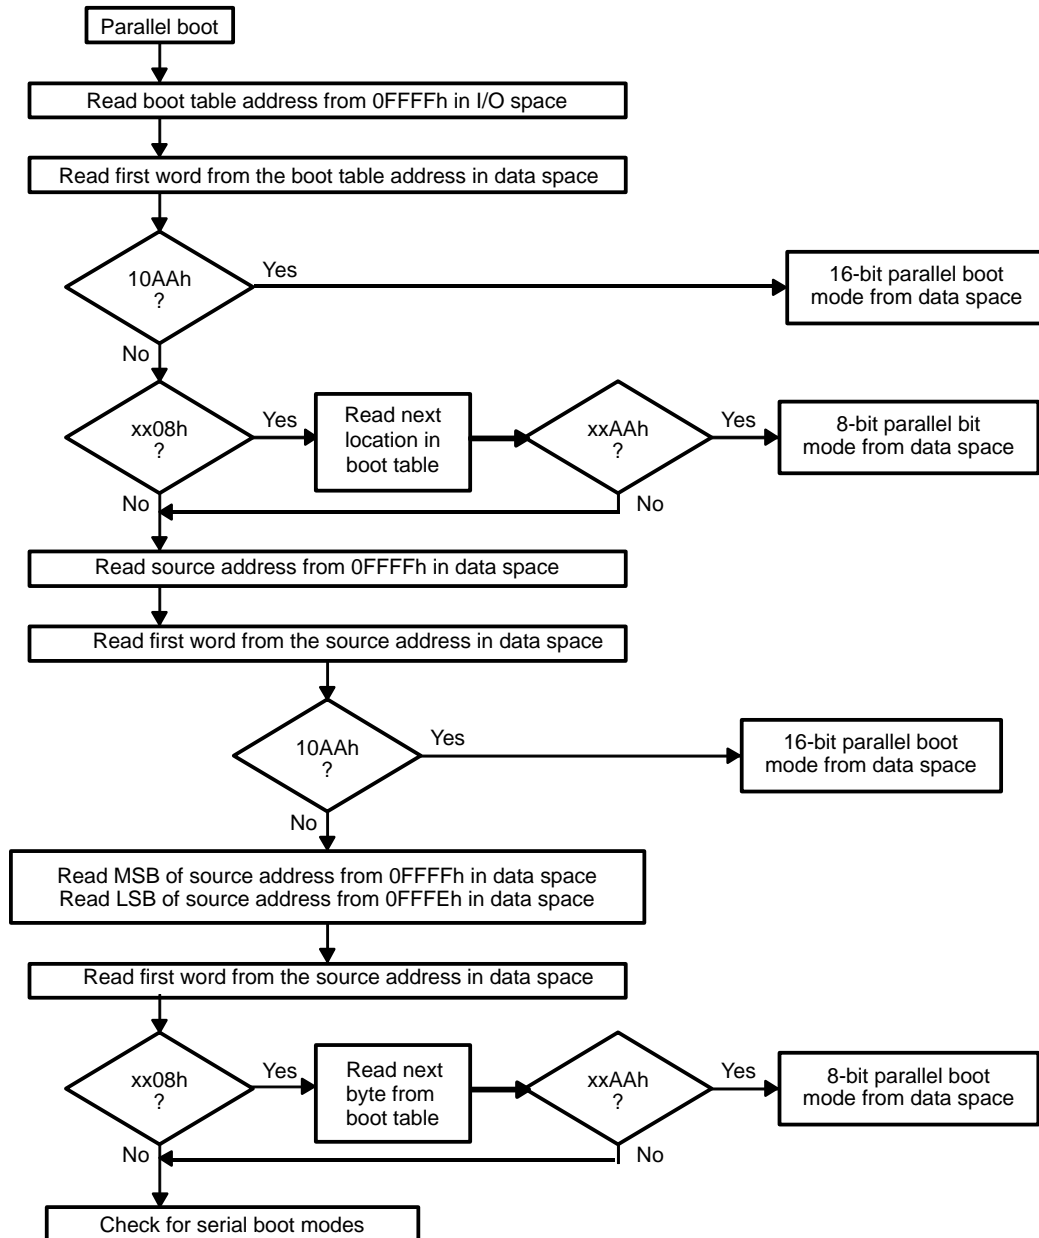 Parallel boot
Read boot table address from 0FFFFh in I/O space
Read first word from the boot table address in data space
10AAh
?
Yes
16-bit parallel boot
mode from data space
No
xx08h
?
Yes
Read next
location in
boot table
xxAAh
?
Yes
8-bit parallel bit
mode from data space
No
No
Read source address from 0FFFFh in data space
Read first word from the source address in data space
10AAh
?
Yes
16-bit parallel boot
mode from data space
No
Read MSB of source address from 0FFFFh in data space
Read LSB of source address from 0FFFEh in data space
Read first word from the source address in data space
xx08h
?
Yes
Read next
byte from
boot table
xxAAh
?
Yes
8-bit parallel boot
mode from data space
No
No
Check for serial boot modes